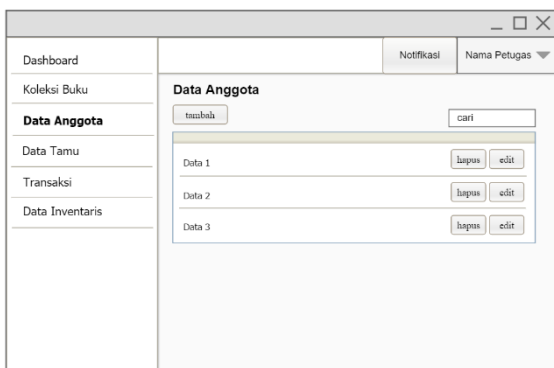 Dashboard
Koleksi Buku
Data Anggota
Data Tamu
Transaksi
Data Inventaris
Notifikasi
Nama Petugas
Data Anggota
tambah
cari
Data 1
hapus
edit
Data 2
hapus
edit
Data 3
hapus
edit